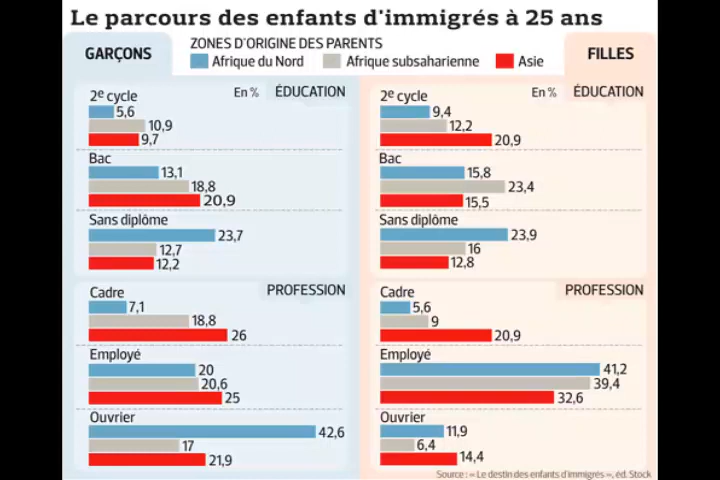 Le parcours des enfants d'immigrés à 25 ans
GARÇONS
ZONES D'ORIGINE DES PARENTS
Afrique du Nord Afrique subsaharienne Asie
FILLES
En % ÉDUCATION
2e cycle
5,6
10,9
9,7
Bac
13,1
18,8
20,9
Sans diplôme
23,7
12,7
12,2
PROFESSION
Cadre
7,1
18,8
26
Employé
20
20,6
25
Ouvrier
42,6
17
21,9
En % ÉDUCATION
2e cycle
9,4
12,2
20,9
Bac
15,8
23,4
15,5
Sans diplôme
23,9
16
12,8
PROFESSION
Cadre
5,6
9
20,9
Employé
41,2
39,4
32,6
Ouvrier
11,9
6,4
14,4
Source : « Le destin des enfants d'immigrés », éd. Stock